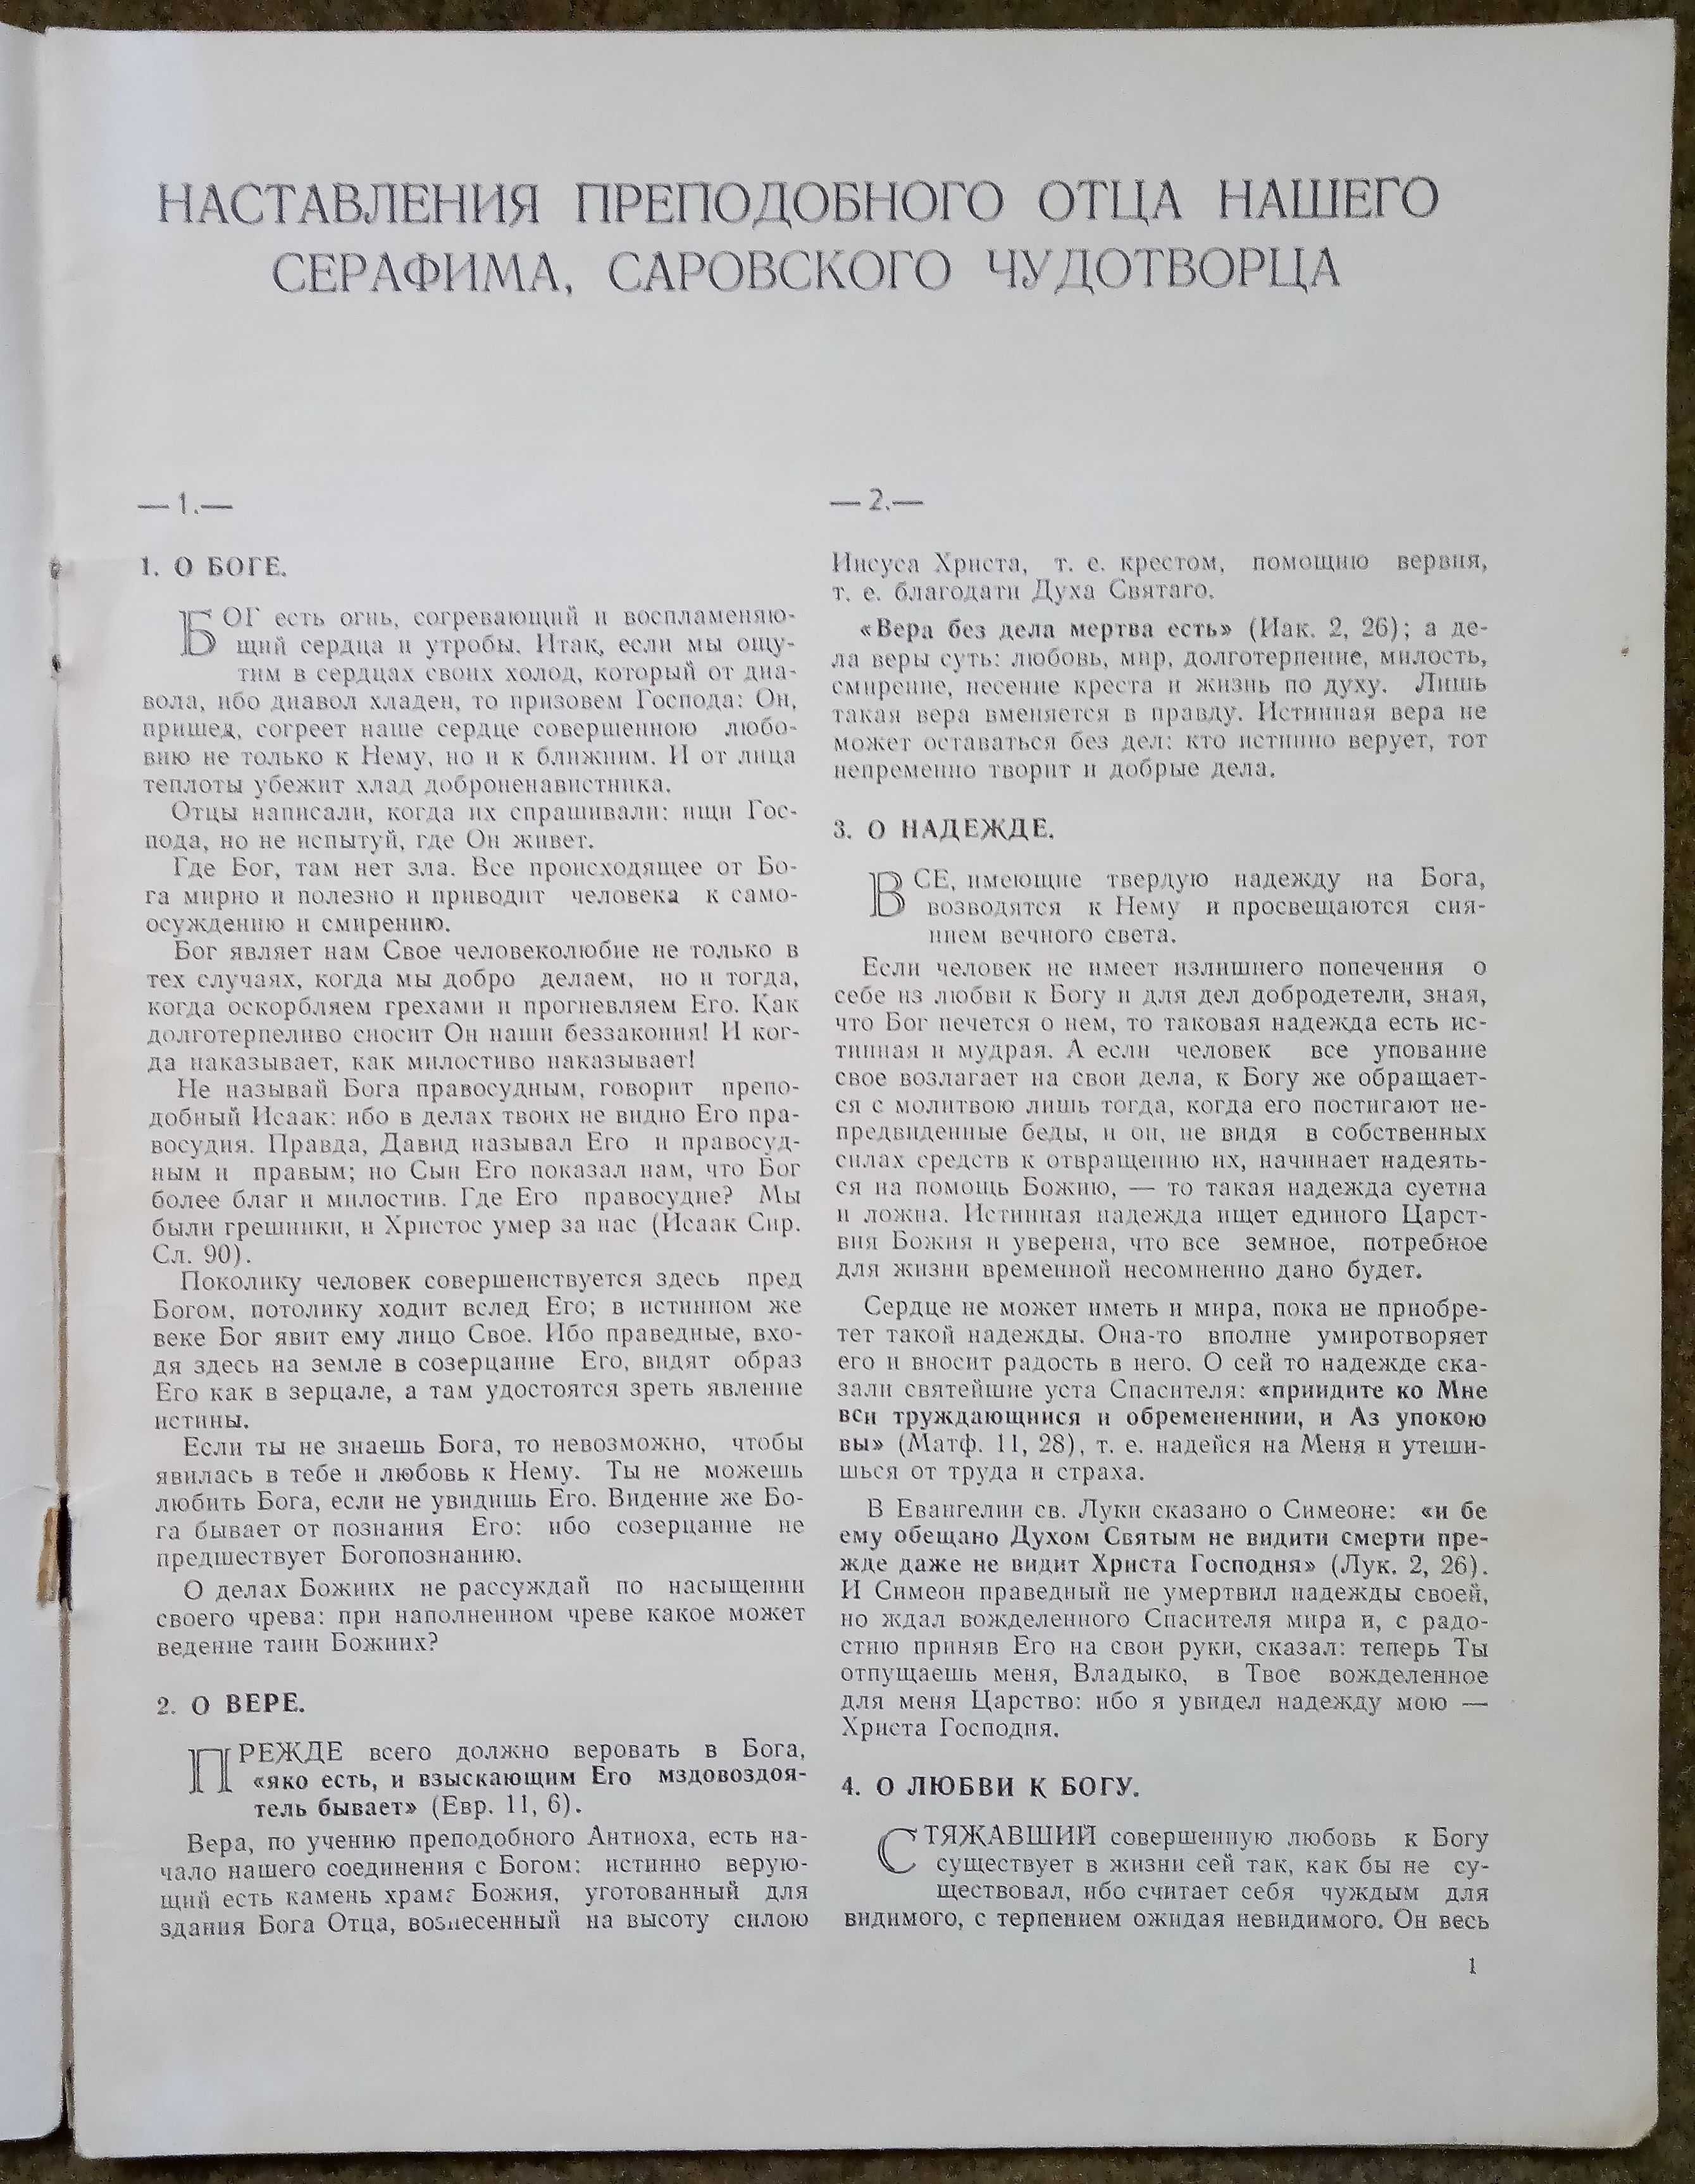 НАСТАВЛЕНИЯ ПРЕПОДОБНОГО ОТЦА НАШЕГО
СЕРАФИМА, САРОВСКОГО ЧУДОТВОРЦА
— 1.—
1. О БОГЕ.
БОГ есть огнь, согревающий и воспламеняю-
щий сердца и утробы. Итак, если мы ощу-
тим в сердцах своих холод, который от диа-
вола, ибо диавол хладен, то призовем Господа: Он,
пришед, согреет наше сердце совершенною любо-
вию не только к Нему, но и к ближним. И от лица
теплоты убежит хлад доброненавистника.
Отцы написали, когда их спрашивали: ищи Гос-
пода, но не испытуй, где Он живет.
Где Бог, там нет зла. Все происходящее от Бо-
га мирно и полезно и приводит человека к само-
осуждению и смирению.
Бог являет нам Свое человеколюбие не только в
тех случаях, когда мы добро делаем, но и тогда,
когда оскорбляем грехами и прогневляем Его. Как
долготерпеливо сносит Он наши беззакония! И ког-
да наказывает, как милостиво наказывает!
Не называй Бога правосудным, говорит препо-
добный Исаак: ибо в делах твоих не видно Его пра-
восудия. Правда, Давид называл Его и правосуд-
ным и правым; но Сын Его показал нам, что Бог
более благ и милостив. Где Его правосудие? Мы
были грешники, и Христос умер за нас (Исаак Сир.
Сл. 90).
Поколику человек совершенствуется здесь пред
Богом, потолику ходит вслед Его; в истинном же
веке Бог явит ему лицо Свое. Ибо праведные, вхо-
дя здесь на земле в созерцание Его, видят образ
Его как в зерцале, а там удостоятся зреть явление
истины.
Если ты не знаешь Бога, то невозможно, чтобы
явилась в тебе и любовь к Нему. Ты не можешь
любить Бога, если не увидишь Его. Видение же Бо-
га бывает от познания Его: ибо созерцание не
предшествует Богопознанию.
О делах Божиих не рассуждай по насыщении
своего чрева: при наполненном чреве какое может
ведение таин Божиих?
2. О ВЕРЕ.
ПРЕЖДЕ всего должно веровать в Бога,
«яко есть, и взыскающим Его мздовоздоя-
тель бывает» (Евр. 11, 6).
Вера, по учению преподобного Антиоха, есть на-
чало нашего соединения с Богом: истинно верую-
щий есть камень храма Божия, уготованный для
здания Бога Отца, вознесенный на высоту силою
— 2.—
Иисуса Христа, т. е. крестом, помощию вервия,
т. е. благодати Духа Святаго.
«Вера без дела мертва есть» (Иак. 2, 26); а де-
ла веры суть: любовь, мир, долготерпение, милость,
смирение, несение креста и жизнь по духу. Лишь
такая вера вменяется в правду. Истинная вера не
может оставаться без дел: кто истинно верует, тот
непременно творит и добрые дела.
3. О НАДЕЖДЕ.
ВСЕ, имеющие твердую надежду на Бога,
возводятся к Нему и просвещаются сия-
нием вечного света.
Если человек не имеет излишнего попечения о
себе из любви к Богу и для дел добродетели, зная,
что Бог печется о нем, то таковая надежда есть ис-
тинная и мудрая. А если человек все упование
свое возлагает на свои дела, к Богу же обращает-
ся с молитвою лишь тогда, когда его постигают не-
предвиденные беды, и он, не видя в собственных
силах средств к отвращению их, начинает надеять-
ся на помощь Божию, — то такая надежда суетна
и ложна. Истинная надежда ищет единого Царст-
вия Божия и уверена, что все земное, потребное
для жизни временной несомненно дано будет.
Сердце не может иметь и мира, пока не приобре-
тет такой надежды. Она-то вполне умиротворяет
его и вносит радость в него. О сей то надежде ска-
зали святейшие уста Спасителя: «приидите ко Мне
вси труждающиися и обремененнии, и Аз упокою
вы» (Матф. 11, 28), т. е. надейся на Меня и утеши-
шься от труда и страха.
В Евангелии св. Луки сказано о Симеоне: «и бе
ему обещано Духом Святым не видити смерти пре-
жде даже не видит Христа Господня» (Лук. 2, 26).
И Симеон праведный не умертвил надежды своей,
но ждал вожделенного Спасителя мира и, с радо-
стию приняв Его на свои руки, сказал: теперь Ты
отпущаешь меня, Владыко, в Твое вожделенное
для меня Царство: ибо я увидел надежду мою —
Христа Господня.
4. О ЛЮБВИ К БОГУ.
СТЯЖАВШИЙ совершенную любовь к Богу
существует в жизни сей так, как бы не су-
ществовал, ибо считает себя чуждым для
видимого, с терпением ожидая невидимого. Он весь
1